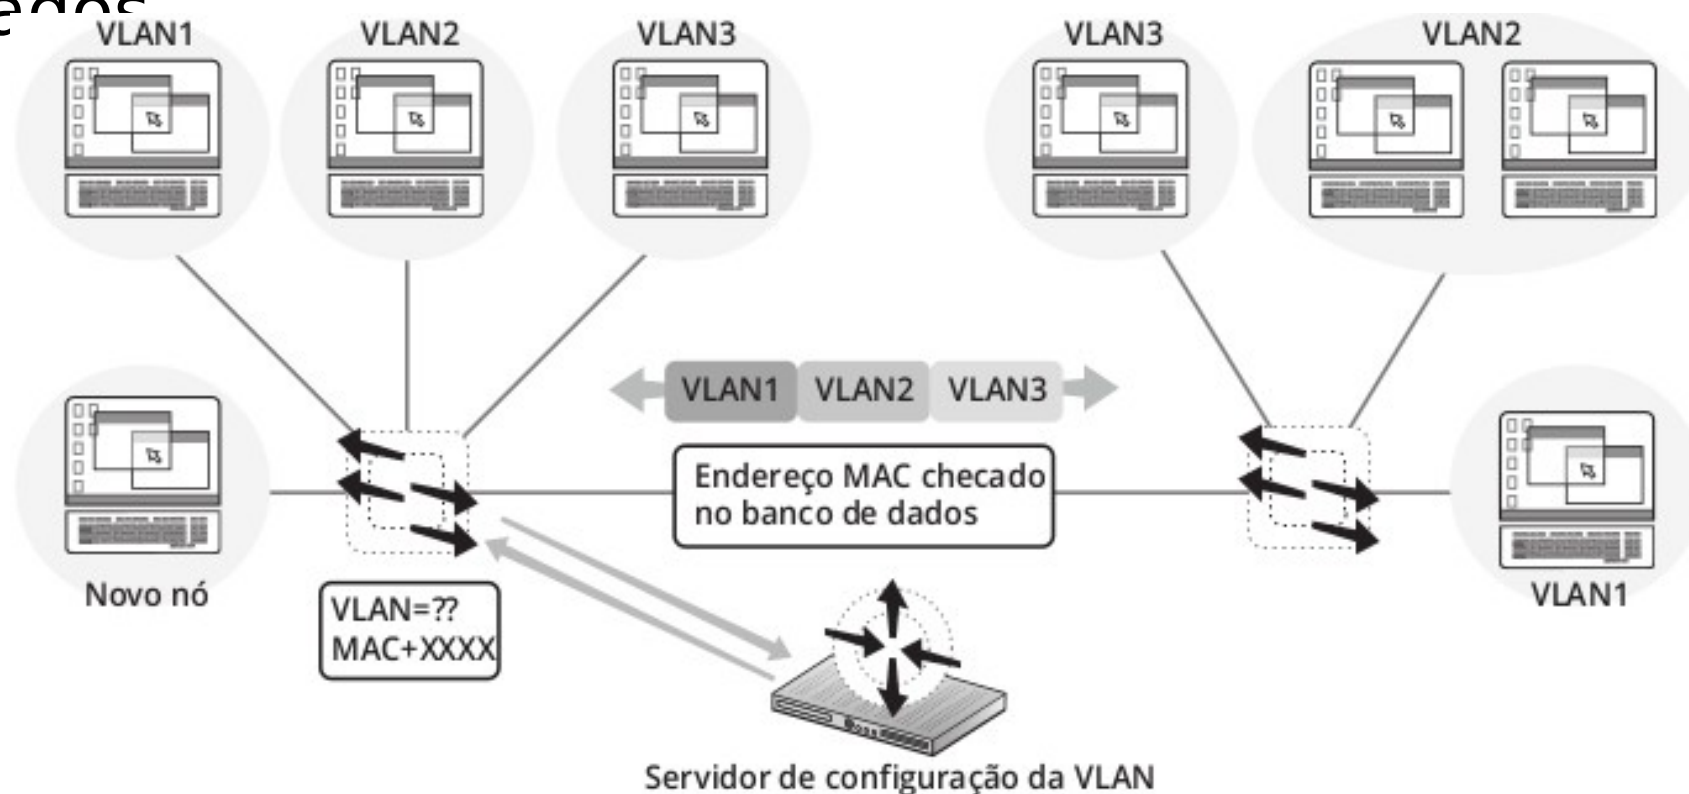 VLAN1
VLAN2
VLAN3
VLAN3
VLAN2
VLAN1 VLAN2 VLAN3
Endereço MAC checado
no banco de dados
Novo nó
VLAN=??
MAC+XXXX
VLAN1
Servidor de configuração da VLAN